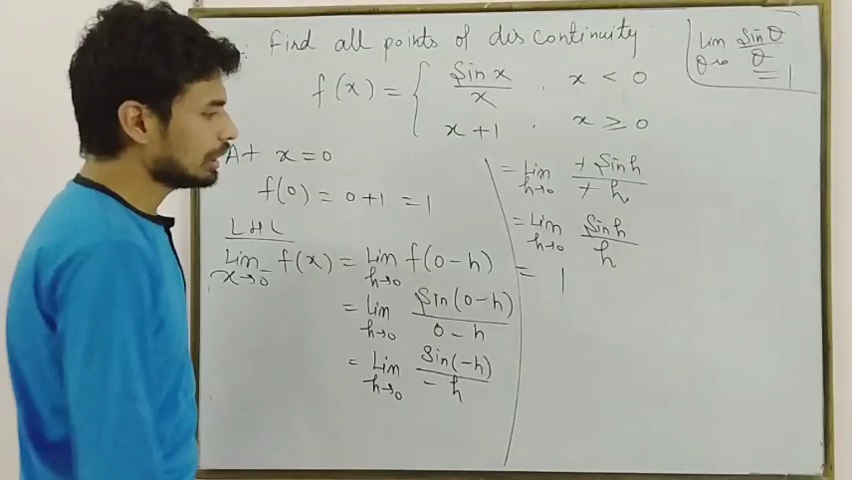 : Find all points of discontinuity
f(x) = { Sin x / x , x < 0
x+1 , x ≥ 0
Lim θ→0 Sin θ / θ = 1
At x=0
f(0) = 0+1 = 1
LHL
Lim x→0⁻ f(x) = Lim h→0 f(0-h)
= Lim h→0 Sin(0-h) / 0-h
= Lim h→0 Sin(-h) / -h
= Lim h→0 + Sin h / + h
= Lim h→0 Sin h / h
= 1